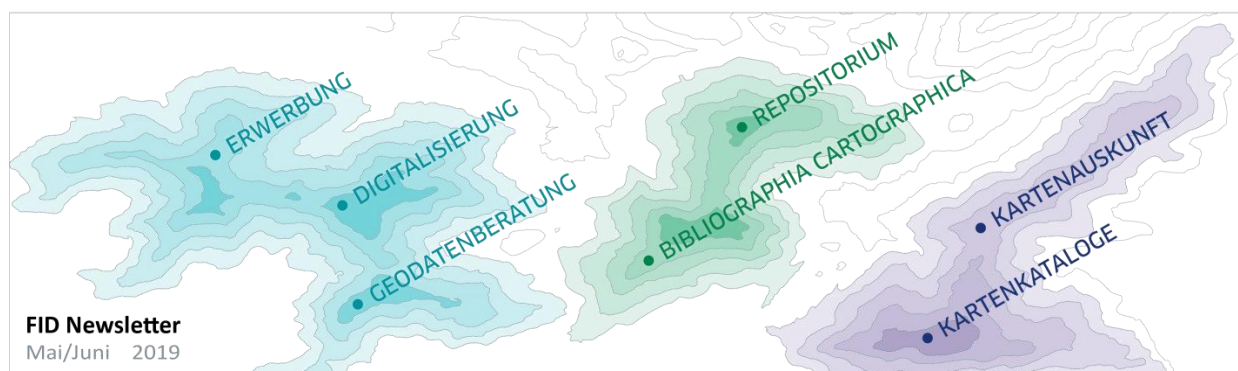 ERWERBUNG
DIGITALISIERUNG
GEODATENBERATUNG
REPOSITORIUM
BIBLIOGRAPHIA CARTOGRAPHICA
KARTENAUSKUNFT
KARTENKATALOGE
FID Newsletter
Mai/Juni 2019